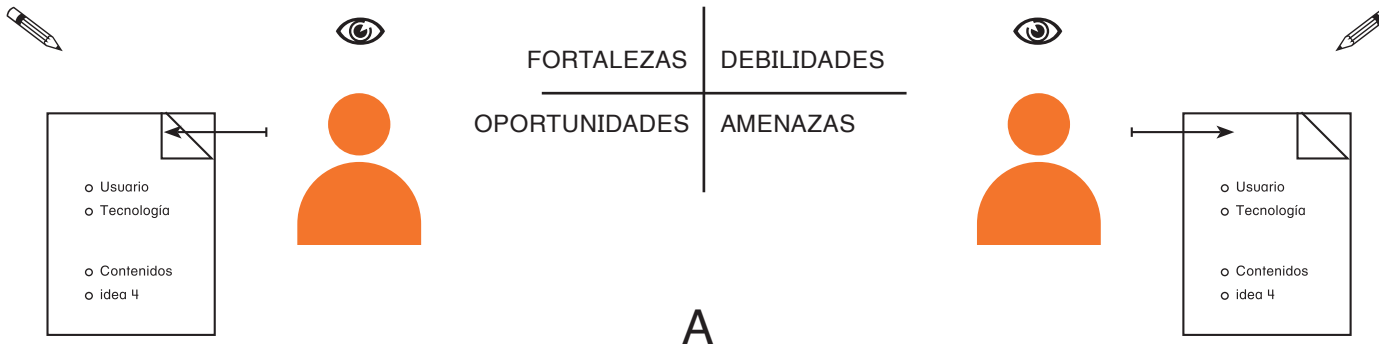 FORTALEZAS DEBILIDADES
OPORTUNIDADES AMENAZAS
Usuario
Tecnología
Contenidos
idea 4
Usuario
Tecnología
Contenidos
idea 4
A